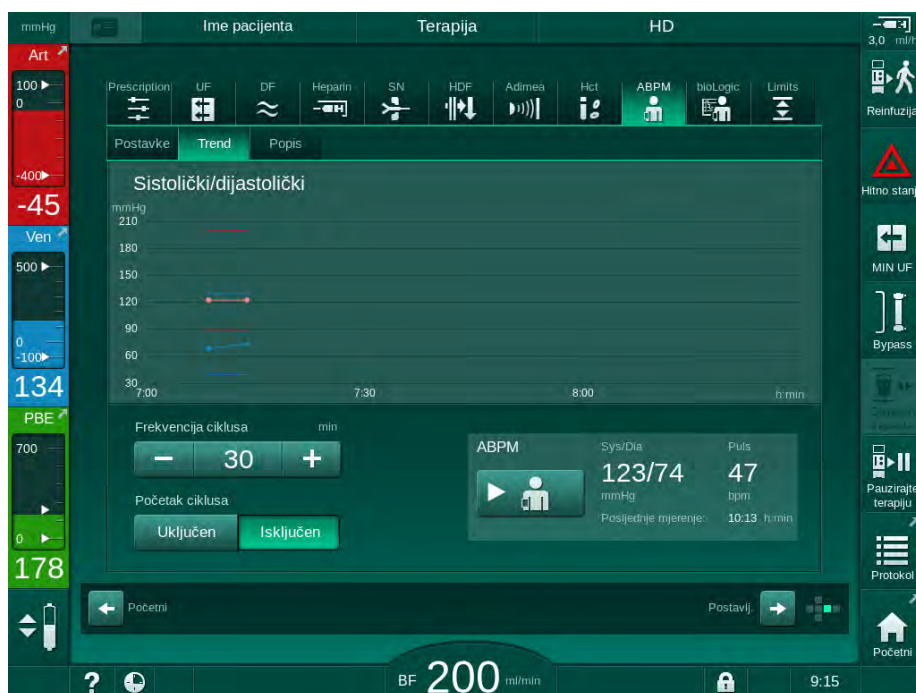 mmHg
Ime pacijenta
Terapija
HD
3,0 ml/h
Art
100
0
-400
-45
Ven
500
0
-100
134
PBE
700
0
178
Prescription
UF
DF
Heparin
SN
HDF
Adimea
Hct
ABPM
bioLogic
Limits
Postavke
Trend
Popis
Sistolički/dijastolički
mmHg
210
180
150
120
90
60
30
7:00
7:30
8:00
h:min
Frekvencija ciklusa
min
30
Početak ciklusa
Uključen
Isključen
ABPM
Sys/Dia
Puls
123/74
47
mmHg
bpm
Posljednje mjerenje:
10:13 h:min
Početni
Postavlj.
Reinfuzija
Hitno stanj
MIN UF
Bypass
Pauzirajte
terapiju
Protokol
Početni
?
BF 200 ml/min
9:15